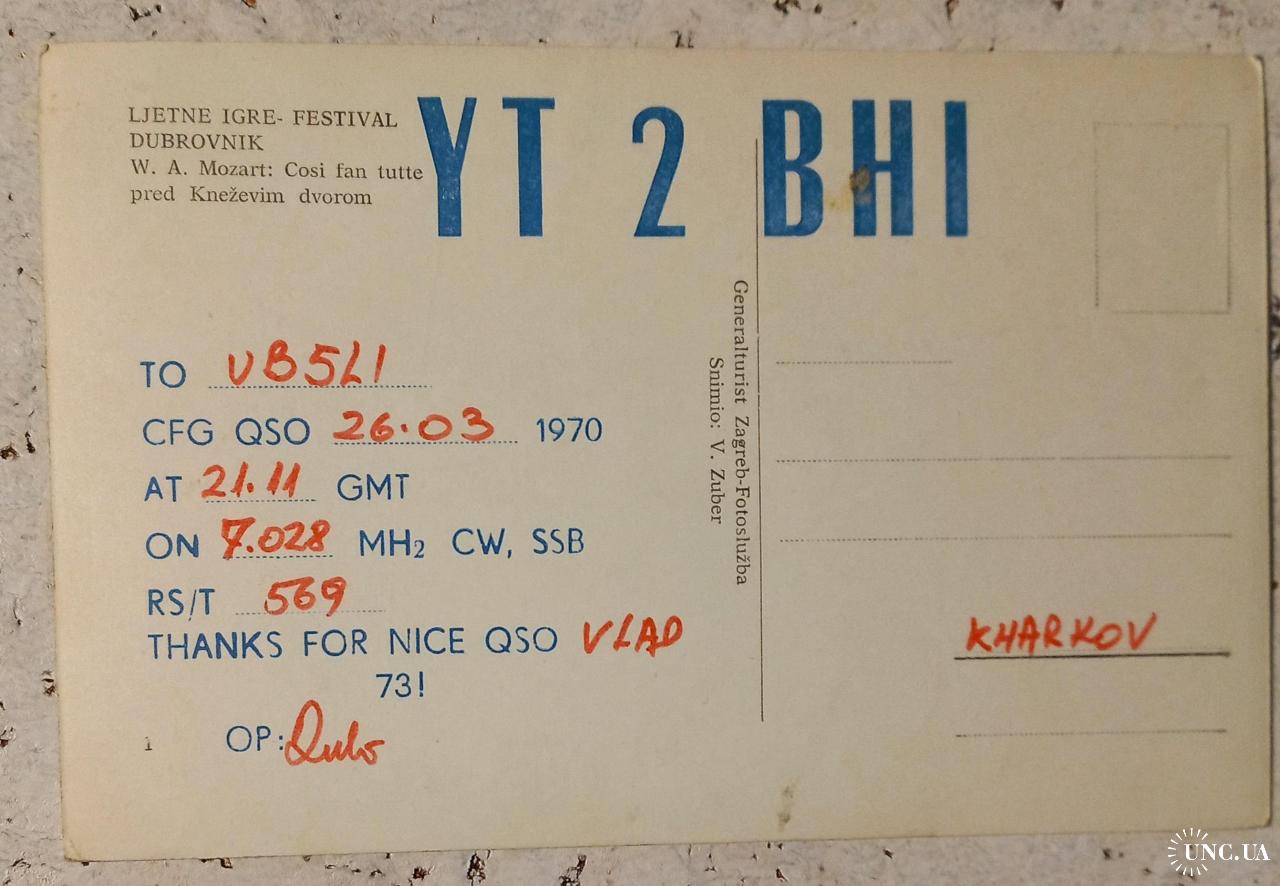 LJETNE IGRE- FESTIVAL
DUBROVNIK
W. A. Mozart: Cosi fan tutte
pred Kneževim dvorom
YT 2 BHI
TO UB5LI
CFG QSO 26.03 1970
AT 21.11 GMT
ON 7.028 MH2 CW, SSB
RS/T 569
THANKS FOR NICE QSO VLAD
73!
1
OP:
Generalturist Zagreb-Fotoslužba
Snimio: V. Zuber
KHARKOV
UNC.UA